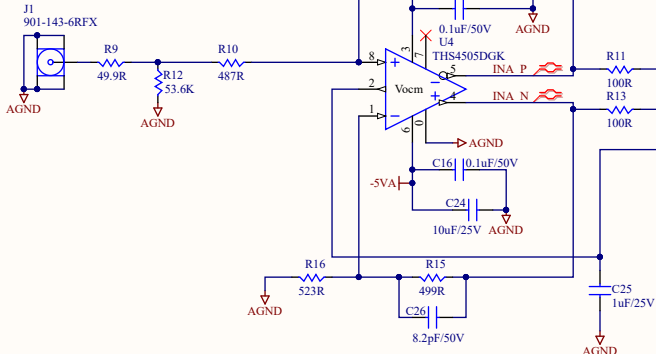 J1
901-143-6RFX
AGND
R9
49.9R
R12
53.6K
AGND
R10
487R
0.1uF/50V
AGND
U4
THS4505DGK
3
7
8
2
1
5
4
6
0
Vocm
INA_P
INA_N
R11
100R
R13
100R
AGND
C16
0.1uF/50V
-5VA
C24
10uF/25V
AGND
R16
523R
AGND
R15
499R
C26
8.2pF/50V
C25
1uF/25V
AGND